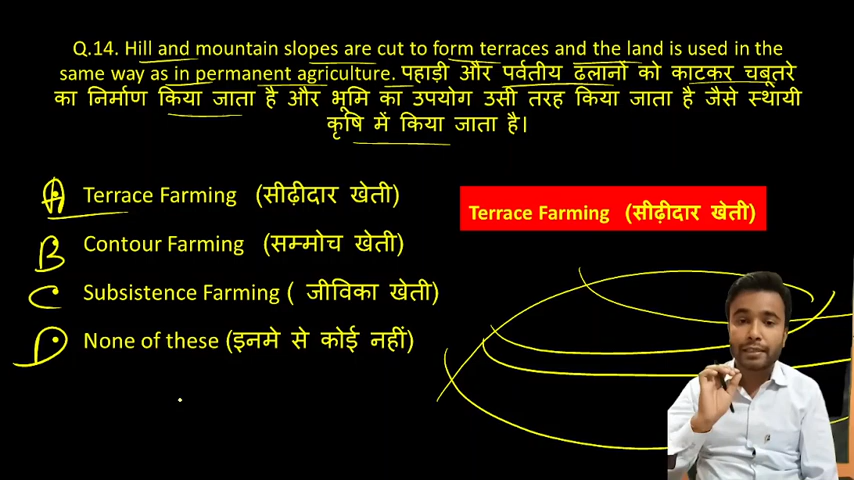 Q.14. Hill and mountain slopes are cut to form terraces and the land is used in the
same way as in permanent agriculture. पहाड़ी और पर्वतीय ढलानों को काटकर चबूतरे
का निर्माण किया जाता है और भूमि का उपयोग उसी तरह किया जाता है जैसे स्थायी
कृषि में किया जाता है।
A Terrace Farming (सीढ़ीदार खेती)
B Contour Farming (सम्मोच खेती)
C Subsistence Farming ( जीविका खेती)
D None of these (इनमे से कोई नहीं)
Terrace Farming (सीढ़ीदार खेती)